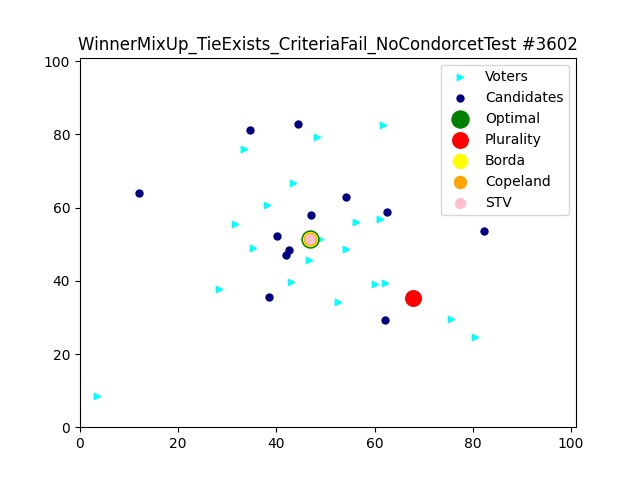 WinnerMixUp_TieExists_CriteriaFail_NoCondorcetTest #3602
Voters
Candidates
Optimal
Plurality
Borda
Copeland
STV
100
80
60
40
20
0
0 20 40 60 80 100